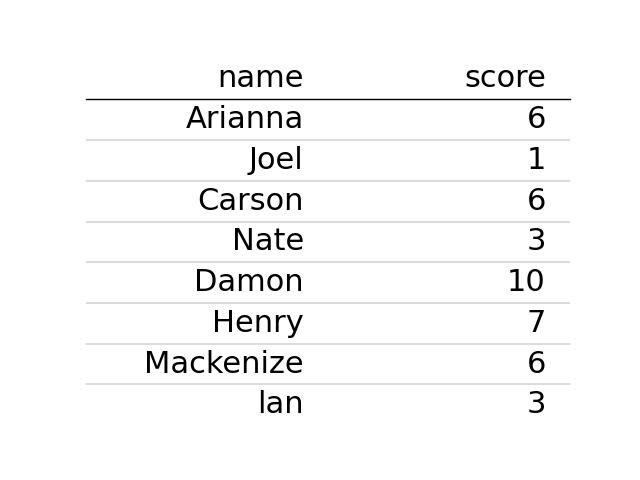 name score
Arianna 6
Joel 1
Carson 6
Nate 3
Damon 10
Henry 7
Mackenize 6
Ian 3